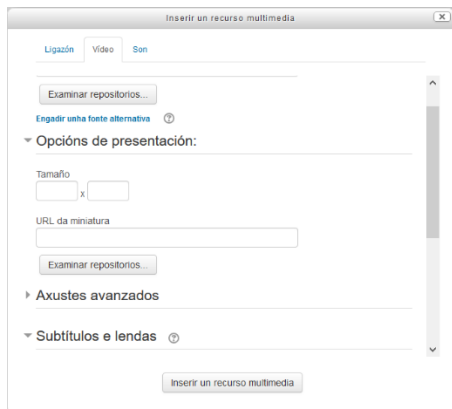 Inserir un recurso multimedia
Ligazón Vídeo Son
Examinar repositorios...
Engadir unha fonte alternativa
Opcións de presentación:
Tamaño
x
URL da miniatura
Examinar repositorios...
Axustes avanzados
Subtítulos e lendas
Inserir un recurso multimedia